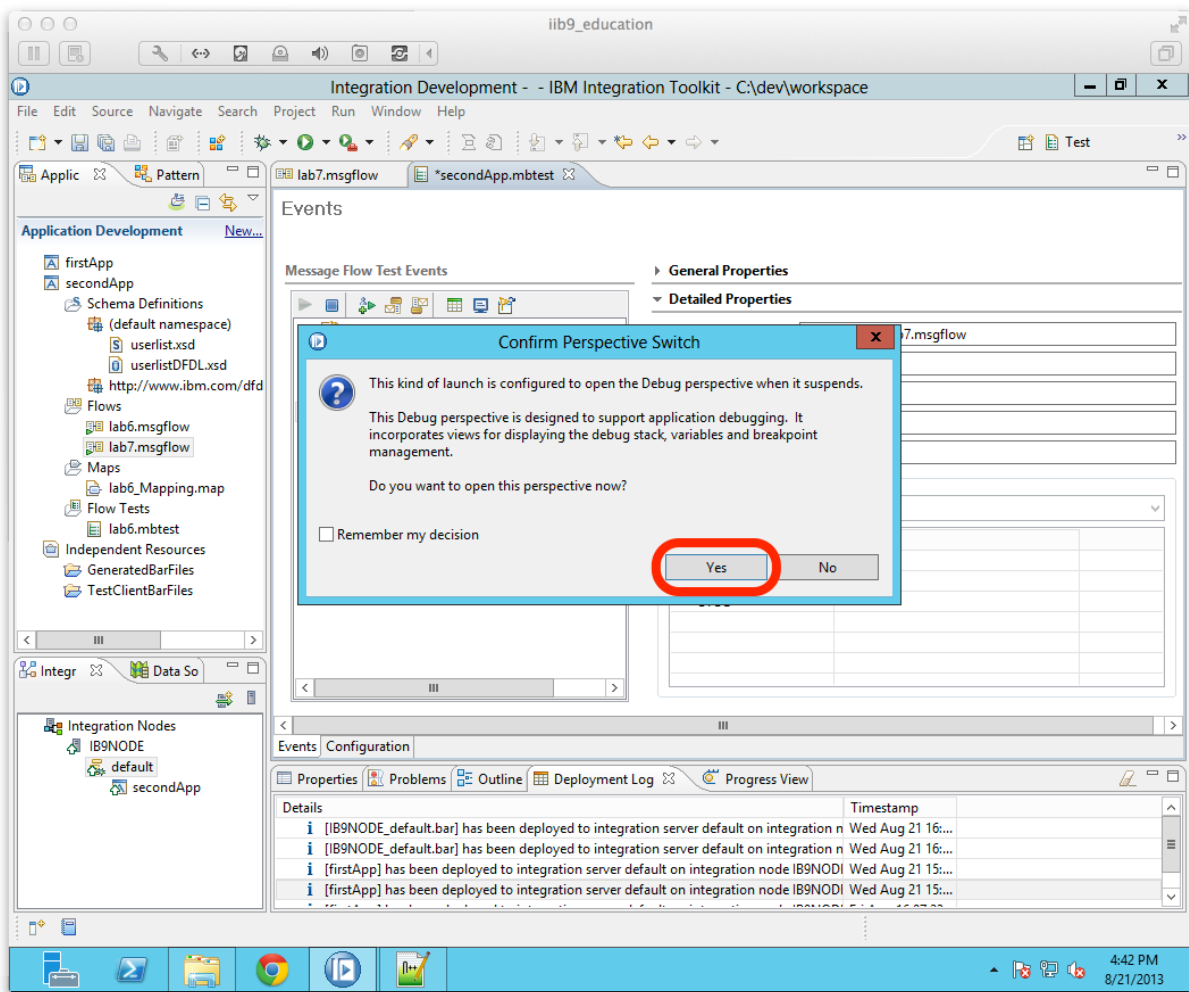 iib9_education
Integration Development - - IBM Integration Toolkit - C:\dev\workspace
File Edit Source Navigate Search Project Run Window Help
Test
Applic
Pattern
lab7.msgflow
*secondApp.mbtest
Application Development
New...
firstApp
secondApp
Schema Definitions
(default namespace)
userlist.xsd
userlistDFDL.xsd
http://www.ibm.com/dfd
Flows
lab6.msgflow
lab7.msgflow
Maps
lab6_Mapping.map
Flow Tests
lab6.mbtest
Independent Resources
GeneratedBarFiles
TestClientBarFiles
Events
Message Flow Test Events
General Properties
Detailed Properties
7.msgflow
Confirm Perspective Switch
This kind of launch is configured to open the Debug perspective when it suspends.
This Debug perspective is designed to support application debugging. It
incorporates views for displaying the debug stack, variables and breakpoint
management.
Do you want to open this perspective now?
Remember my decision
Yes
No
Events
Configuration
Integr
Data So
Integration Nodes
IB9NODE
default
secondApp
Properties
Problems
Outline
Deployment Log
Progress View
Details
Timestamp
[IB9NODE_default.bar] has been deployed to integration server default on integration n Wed Aug 21 16:...
[IB9NODE_default.bar] has been deployed to integration server default on integration n Wed Aug 21 16:...
[firstApp] has been deployed to integration server default on integration node IB9NODI Wed Aug 21 15:...
[firstApp] has been deployed to integration server default on integration node IB9NODI Wed Aug 21 15:...
4:42 PM
8/21/2013